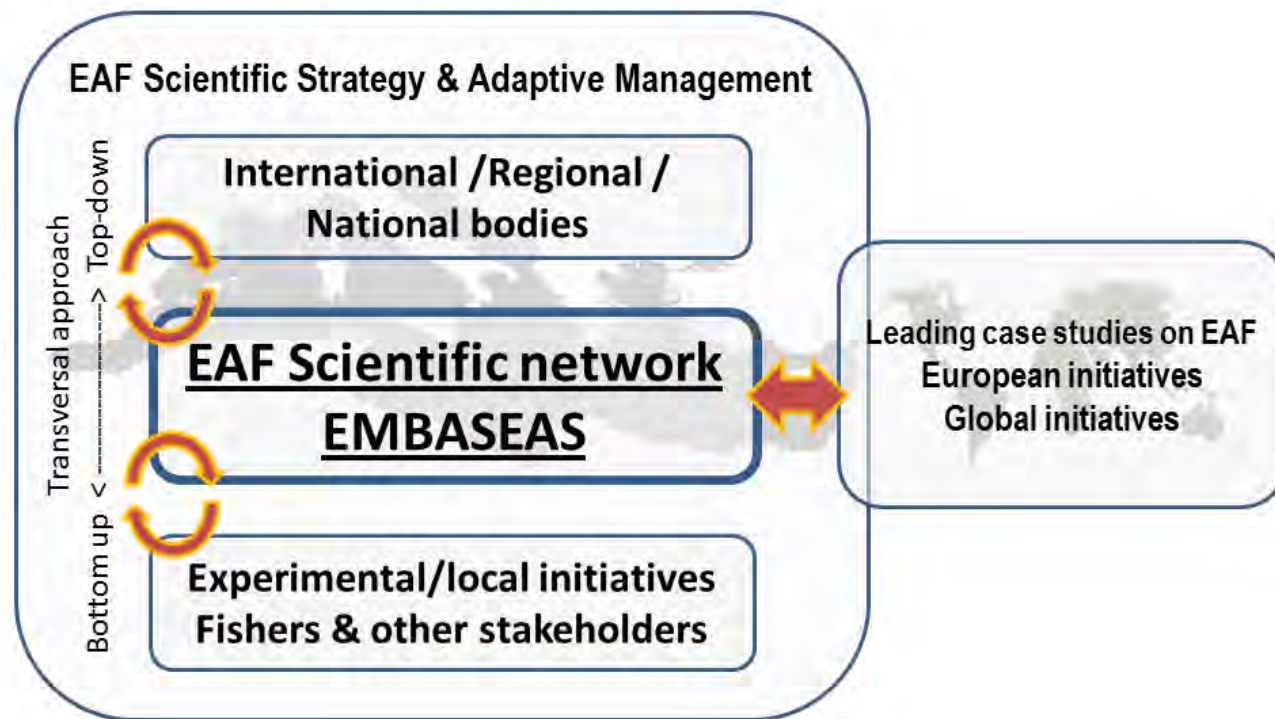 EAF Scientific Strategy & Adaptive Management
International /Regional /
National bodies
EAF Scientific network
EMBASEAS
Experimental/local initiatives
Fishers & other stakeholders
Transversal approach
Bottom up < ------------------> Top-down
Leading case studies on EAF
European initiatives
Global initiatives